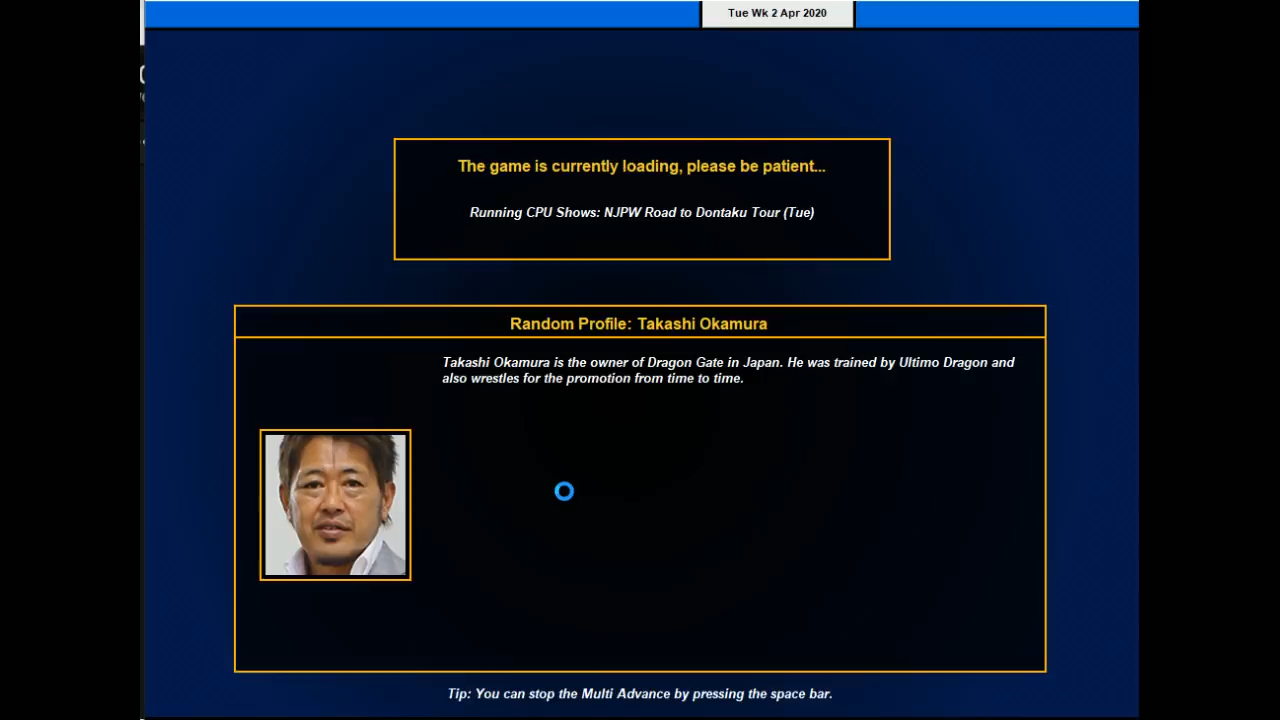 Tue Wk 2 Apr 2020
The game is currently loading, please be patient...
Running CPU Shows: NJPW Road to Dontaku Tour (Tue)
Random Profile: Takashi Okamura
Takashi Okamura is the owner of Dragon Gate in Japan. He was trained by Ultimo Dragon and
also wrestles for the promotion from time to time.
Tip: You can stop the Multi Advance by pressing the space bar.